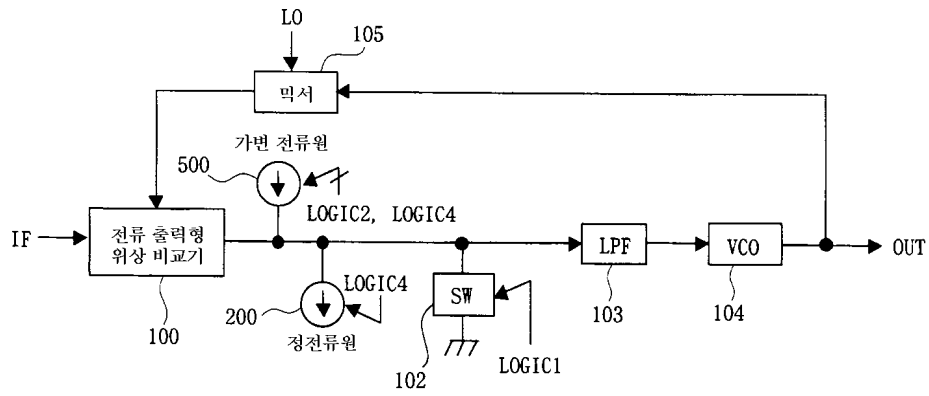 LO
105
믹서
가변 전류원
500
LOGIC2, LOGIC4
IF
전류 출력형
위상 비교기
100
LOGIC4
200
정전류원
SW
102
LOGIC1
LPF
103
VCO
104
OUT